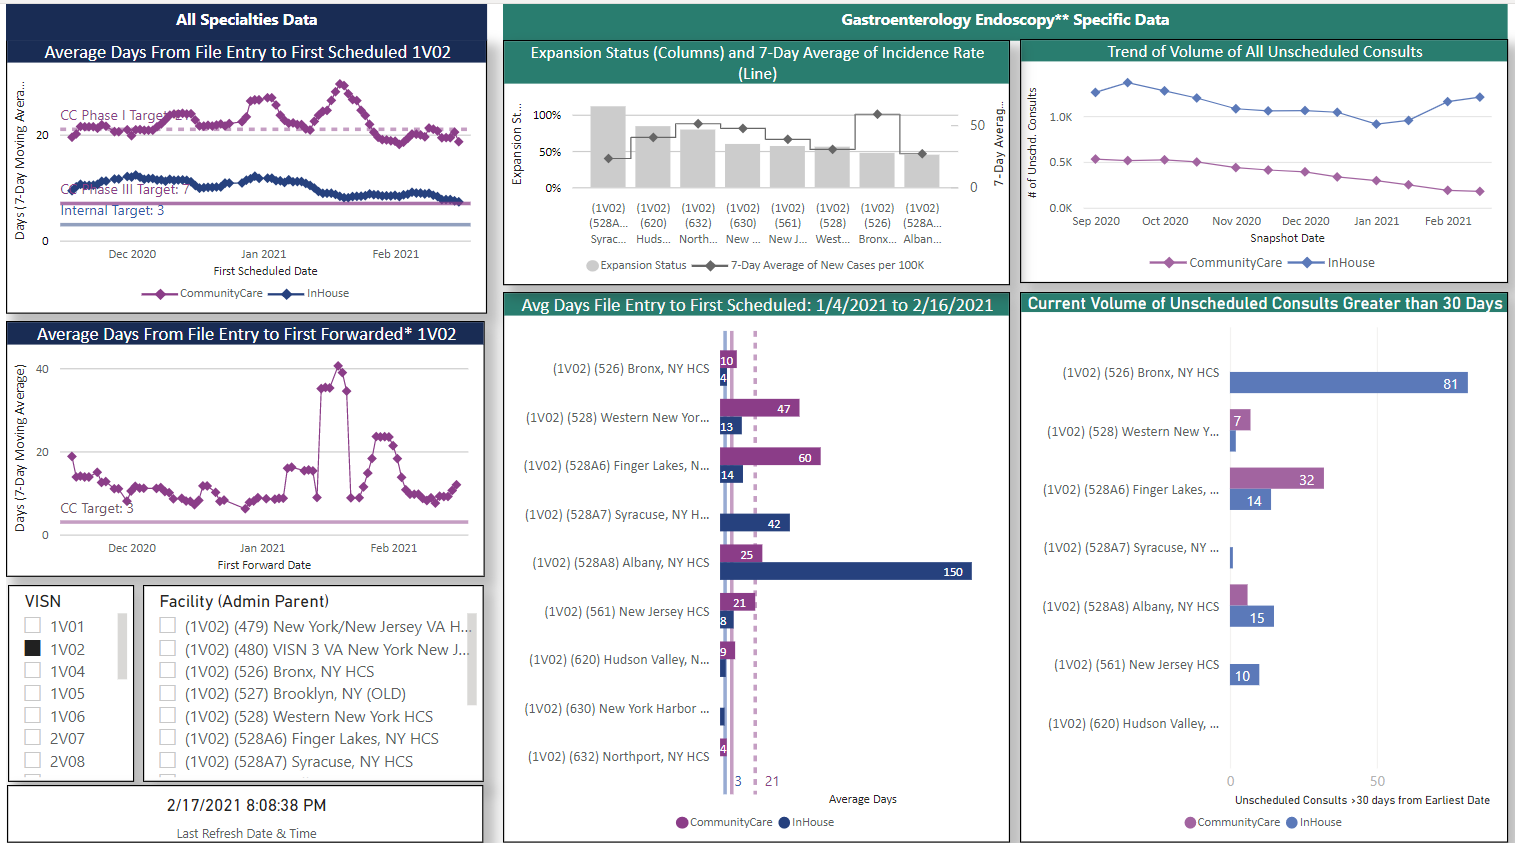 All Specialties Data
Average Days From File Entry to First Scheduled 1V02
Days (7-Day Moving Avera...
CC Phase I Target: 21
20
CC Phase III Target: 7
Internal Target: 3
0
Dec 2020
Jan 2021
Feb 2021
First Scheduled Date
CommunityCare
InHouse
Average Days From File Entry to First Forwarded* 1V02
Days (7-Day Moving Average)
40
20
CC Target: 3
0
Dec 2020
Jan 2021
Feb 2021
First Forward Date
VISN
1V01
1V02
1V04
1V05
1V06
2V07
2V08
Facility (Admin Parent)
(1V02) (479) New York/New Jersey VA H...
(1V02) (480) VISN 3 VA New York New J...
(1V02) (526) Bronx, NY HCS
(1V02) (527) Brooklyn, NY (OLD)
(1V02) (528) Western New York HCS
(1V02) (528A6) Finger Lakes, NY HCS
(1V02) (528A7) Syracuse, NY HCS
2/17/2021 8:08:38 PM
Last Refresh Date & Time
Gastroenterology Endoscopy** Specific Data
Expansion Status (Columns) and 7-Day Average of Incidence Rate
(Line)
Expansion St...
100%
50%
0%
7-Day Averag...
50
0
(1V02) (1V02) (1V02) (1V02) (1V02) (1V02) (1V02) (1V02)
(528A... (620) (632) (630) (561) (528) (526) (528A...
Syrac... Huds... North... New ... New J... West... Bronx... Alban...
Expansion Status
7-Day Average of New Cases per 100K
Trend of Volume of All Unscheduled Consults
# of Unschd. Consults
1.0K
0.5K
0.0K
Sep 2020
Oct 2020
Nov 2020
Dec 2020
Jan 2021
Feb 2021
Snapshot Date
CommunityCare
InHouse
Avg Days File Entry to First Scheduled: 1/4/2021 to 2/16/2021
(1V02) (526) Bronx, NY HCS
10
4
(1V02) (528) Western New Yor...
47
13
(1V02) (528A6) Finger Lakes, N...
60
14
(1V02) (528A7) Syracuse, NY H...
42
(1V02) (528A8) Albany, NY HCS
25
150
(1V02) (561) New Jersey HCS
21
8
(1V02) (620) Hudson Valley, N...
9
(1V02) (630) New York Harbor ...
(1V02) (632) Northport, NY HCS
4
3
21
Average Days
CommunityCare
InHouse
Current Volume of Unscheduled Consults Greater than 30 Days
(1V02) (526) Bronx, NY HCS
81
(1V02) (528) Western New Y...
7
(1V02) (528A6) Finger Lakes, ...
32
14
(1V02) (528A7) Syracuse, NY ...
(1V02) (528A8) Albany, NY HCS
15
(1V02) (561) New Jersey HCS
10
(1V02) (620) Hudson Valley, ...
0
50
Unscheduled Consults >30 days from Earliest Date
CommunityCare
InHouse